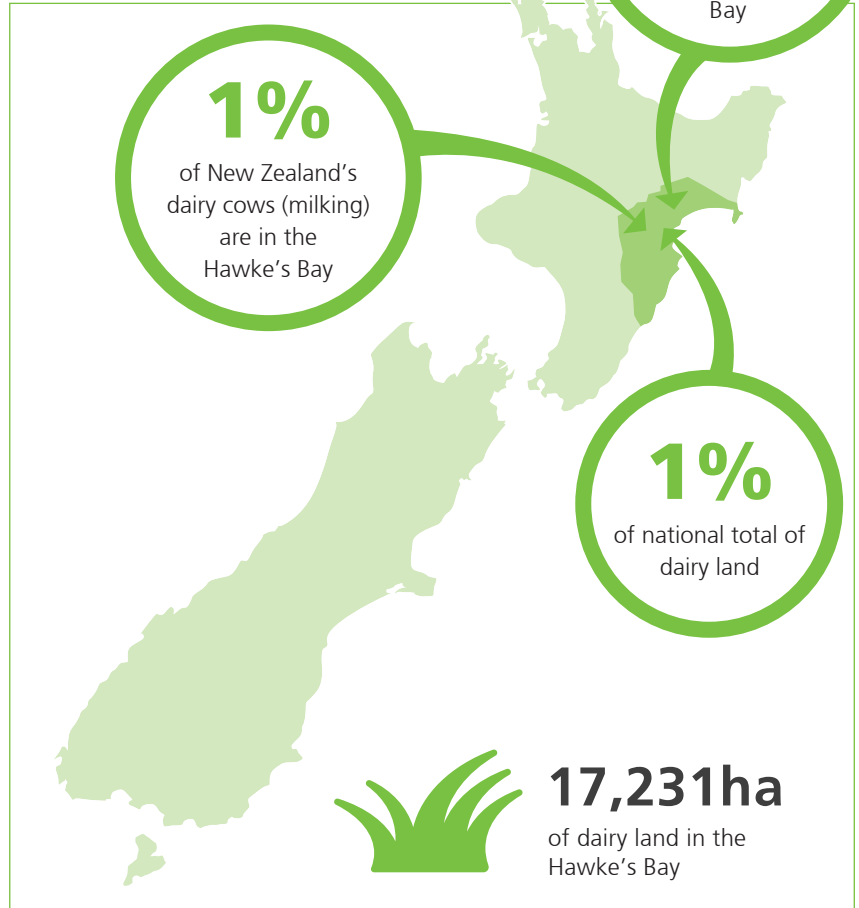 Bay
1%
of New Zealand's
dairy cows (milking)
are in the
Hawke's Bay
1%
of national total of
dairy land
17,231ha
of dairy land in the
Hawke's Bay